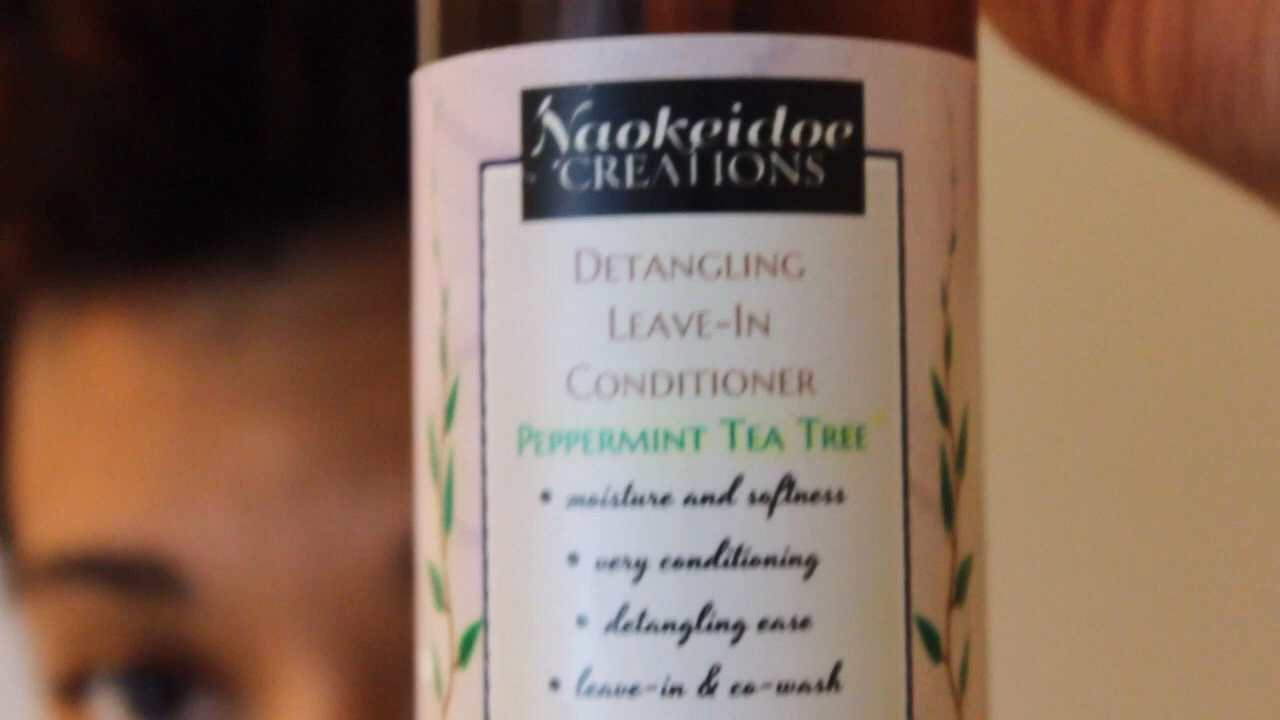 Naokeidoe
CREATIONS
DETANGLING
LEAVE-IN
CONDITIONER
PEPPERMINT TEA TREE
• moisture and softness
• very conditioning
• detangling ease
• leave-in & co-wash